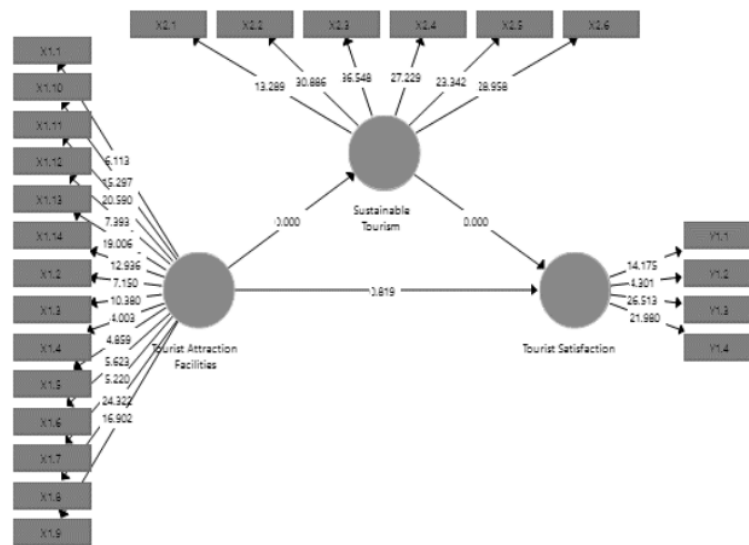 X2.1 X2.2 X2.3 X2.4 X2.5 X2.6
X1.1
X1.10
X1.11
X1.12
X1.13
X1.14
X1.2
X1.3
X1.4
X1.5
X1.6
X1.7
X1.8
X1.9
13.289 30.886 36.548 27.229 23.342 28.958
6.113
15.297
20.590
7.393
19.006
12.936
7.150
10.380
4.003
4.859
5.623
5.220
24.322
16.902
Tourist Attraction
Facilities
0.000
Sustainable
Tourism
0.000
0.819
Tourist Satisfaction
14.175
4.301
26.513
21.980
Y1.1
Y1.2
Y1.3
Y1.4